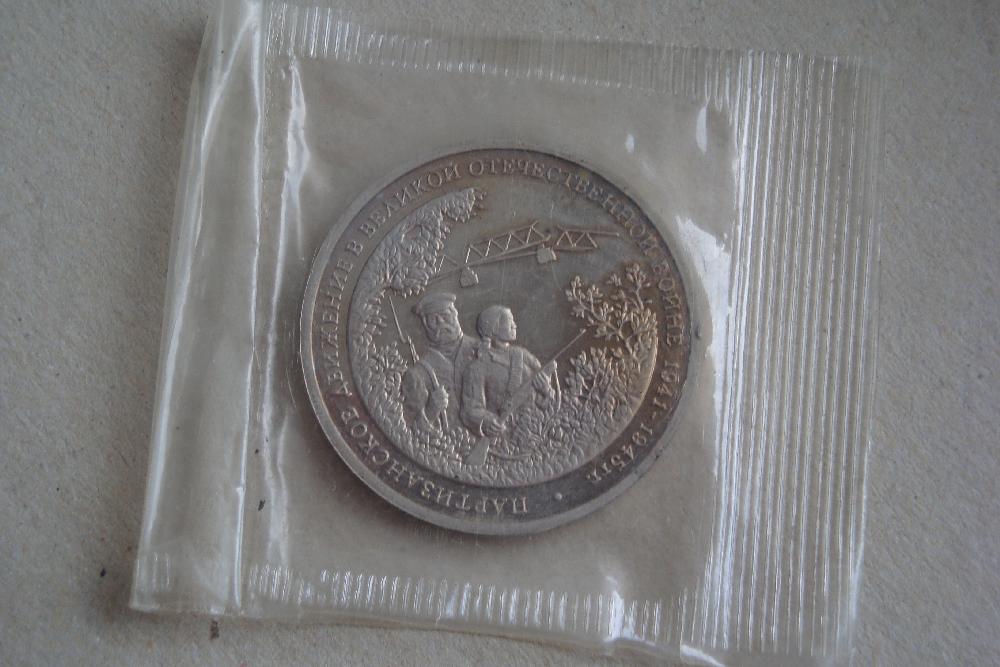 ПАРТИЗАНСКОЕ ДВИЖЕНИЕ В ВЕЛИКОЙ ОТЕЧЕСТВЕННОЙ ВОЙНЕ 1941-1945гг.